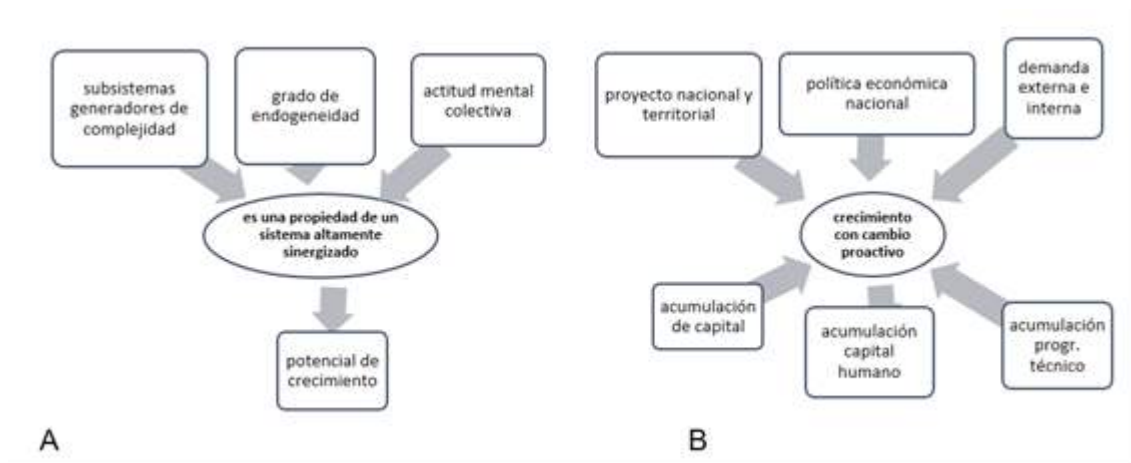 subsistemas
generadores de
complejidad
grado de
endogeneidad
actitud mental
colectiva
es una propiedad de un
sistema altamente
sinergizado
potencial de
crecimiento
A
proyecto nacional y
territorial
política económica
nacional
demanda
externa e
interna
crecimiento
con cambio
proactivo
acumulación
de capital
acumulación
capital
humano
acumulación
progr.
técnico
B